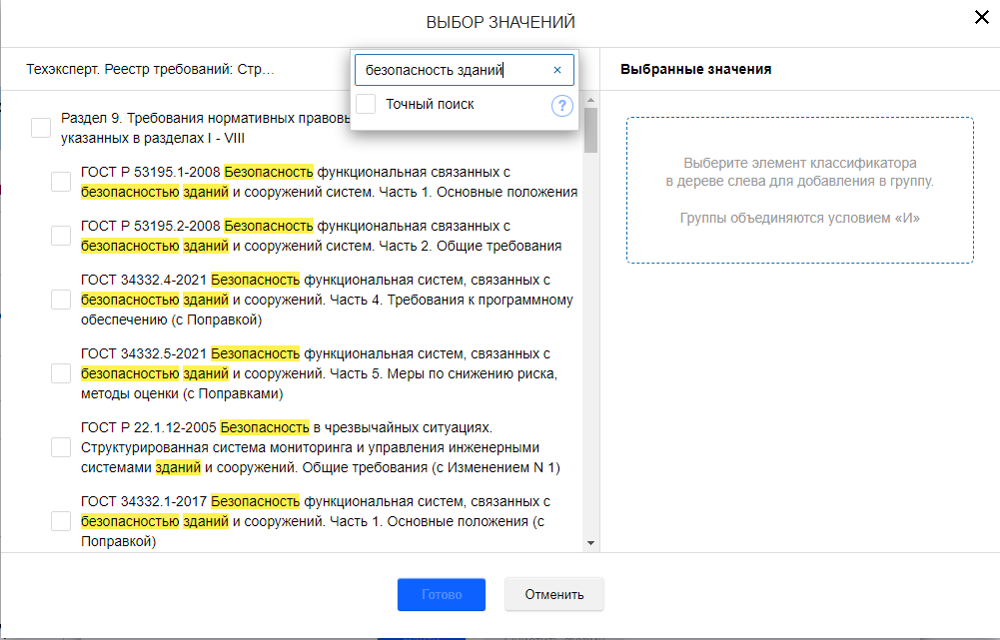 ВЫБОР ЗНАЧЕНИЙ
Техэксперт. Реестр требований: Стр…
безопасность зданий
Точный поиск
?
Выбранные значения
Раздел 9. Требования нормативных правовы
указанных в разделах I - VIII
ГОСТ Р 53195.1-2008 Безопасность функциональная связанных с
безопасностью зданий и сооружений систем. Часть 1. Основные положения
ГОСТ Р 53195.2-2008 Безопасность функциональная связанных с
безопасностью зданий и сооружений систем. Часть 2. Общие требования
ГОСТ 34332.4-2021 Безопасность функциональная систем, связанных с
безопасностью зданий и сооружений. Часть 4. Требования к программному
обеспечению (с Поправкой)
ГОСТ 34332.5-2021 Безопасность функциональная систем, связанных с
безопасностью зданий и сооружений. Часть 5. Меры по снижению риска,
методы оценки (с Поправками)
ГОСТ Р 22.1.12-2005 Безопасность в чрезвычайных ситуациях.
Структурированная система мониторинга и управления инженерными
системами зданий и сооружений. Общие требования (с Изменением N 1)
ГОСТ 34332.1-2017 Безопасность функциональная систем, связанных с
безопасностью зданий и сооружений. Часть 1. Основные положения (с
Поправкой)
Выберите элемент классификатора
в дереве слева для добавления в группу.
Группы объединяются условием «И»
Готово
Отменить